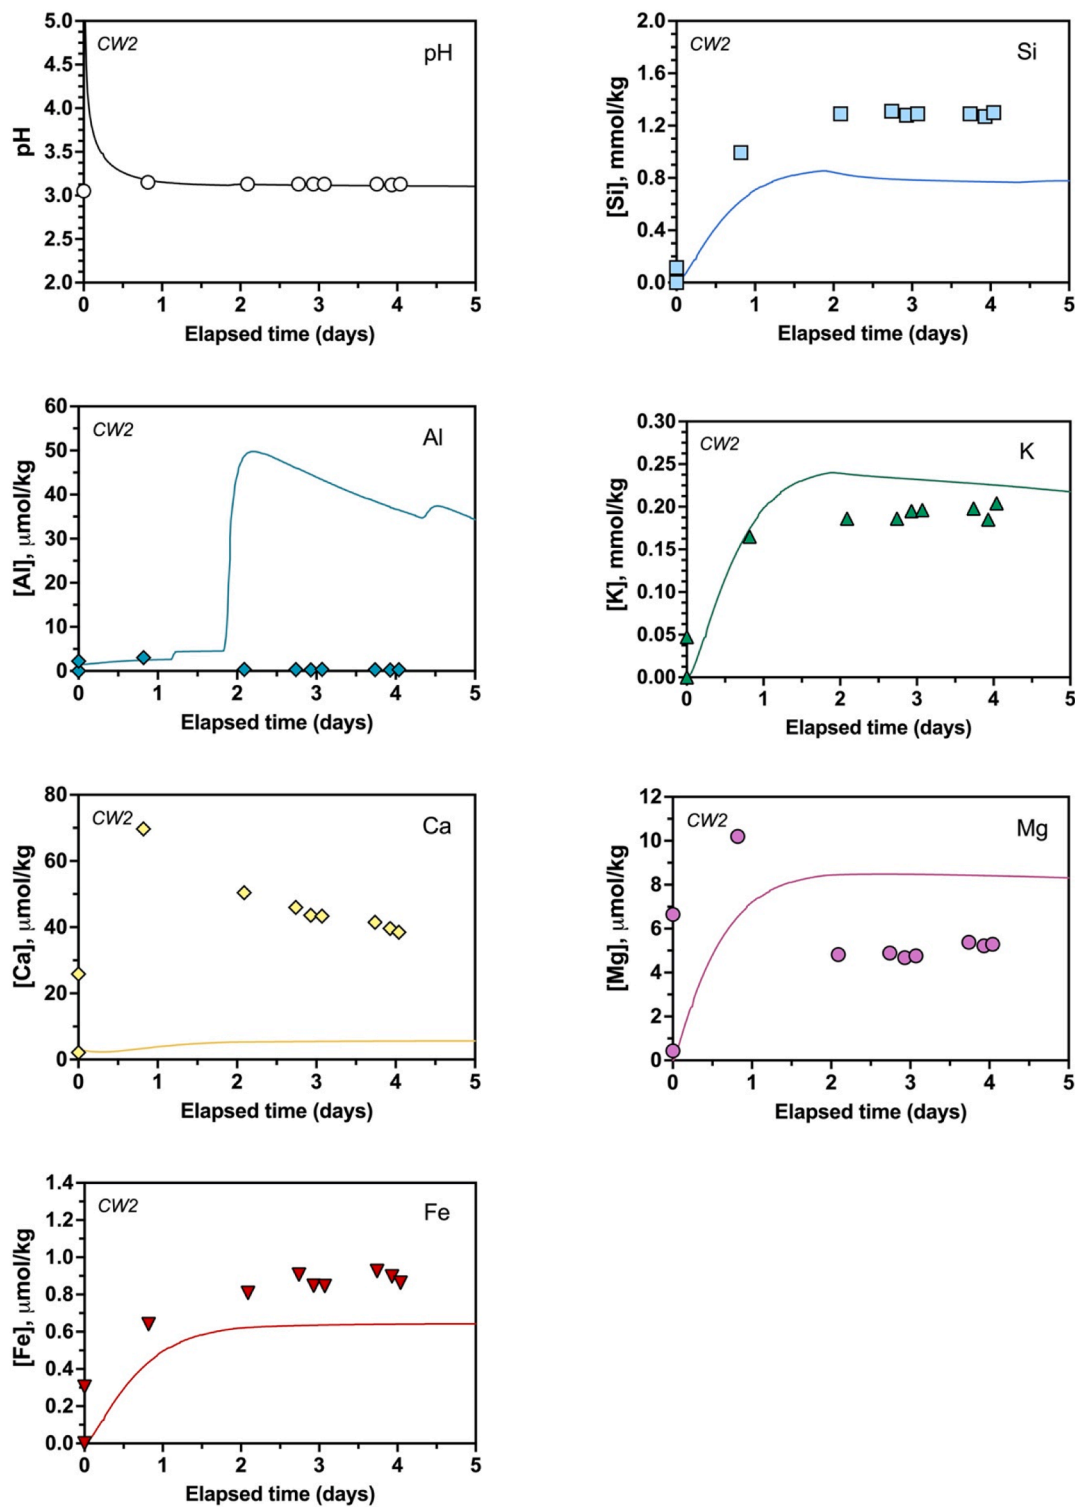 CW2
pH
5.0
4.5
4.0
3.5
3.0
2.5
2.0
pH
0 1 2 3 4 5
Elapsed time (days)
CW2
Si
2.0
1.6
1.2
0.8
0.4
0.0
[Si], mmol/kg
0 1 2 3 4 5
Elapsed time (days)
CW2
Al
60
50
40
30
20
10
0
[Al], μmol/kg
0 1 2 3 4 5
Elapsed time (days)
CW2
K
0.30
0.25
0.20
0.15
0.10
0.05
0.00
[K], mmol/kg
0 1 2 3 4 5
Elapsed time (days)
CW2
Ca
80
60
40
20
0
[Ca], μmol/kg
0 1 2 3 4 5
Elapsed time (days)
CW2
Mg
12
10
8
6
4
2
0
[Mg], μmol/kg
0 1 2 3 4 5
Elapsed time (days)
CW2
Fe
1.4
1.2
1.0
0.8
0.6
0.4
0.2
0.0
[Fe], μmol/kg
0 1 2 3 4 5
Elapsed time (days)